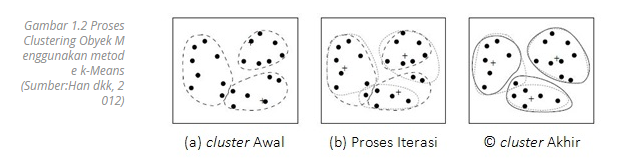 Gambar 1.2 Proses
Clustering Obyek M
enggunakan metod
e k-Means
(Sumber:Han dkk, 2
012)
(a) cluster Awal
(b) Proses Iterasi
© cluster Akhir